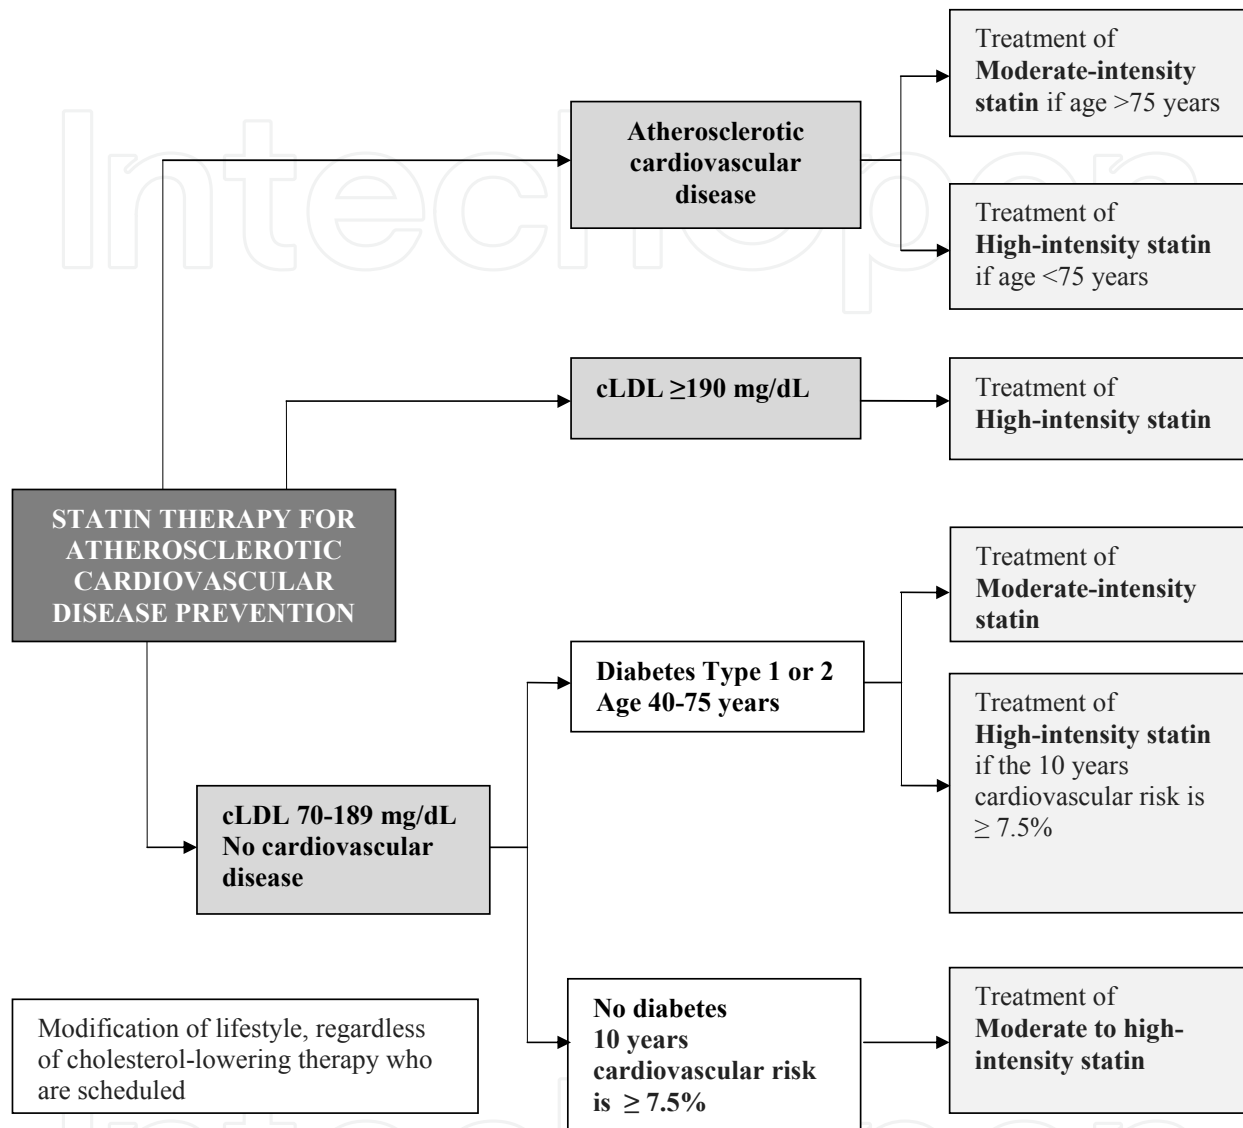 Treatment of
Moderate-intensity
statin if age >75 years
Atherosclerotic
cardiovascular
disease
Treatment of
High-intensity statin
if age <75 years
cLDL ≥190 mg/dL
Treatment of
High-intensity statin
STATIN THERAPY FOR
ATHEROSCLEROTIC
CARDIOVASCULAR
DISEASE PREVENTION
Treatment of
Moderate-intensity
statin
Diabetes Type 1 or 2
Age 40-75 years
Treatment of
High-intensity statin
if the 10 years
cardiovascular risk is
≥ 7.5%
cLDL 70-189 mg/dL
No cardiovascular
disease
No diabetes
10 years
cardiovascular risk
is ≥ 7.5%
Treatment of
Moderate to high-
intensity statin
Modification of lifestyle, regardless
of cholesterol-lowering therapy who
are scheduled
IntechOpen